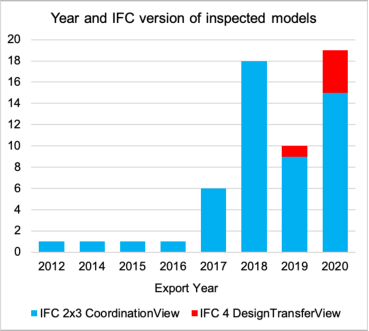 Year and IFC version of inspected models
20
18
16
14
12
10
8
6
4
2
0
2012 2014 2015 2016 2017 2018 2019 2020
Export Year
IFC 2x3 CoordinationView IFC 4 DesignTransferView